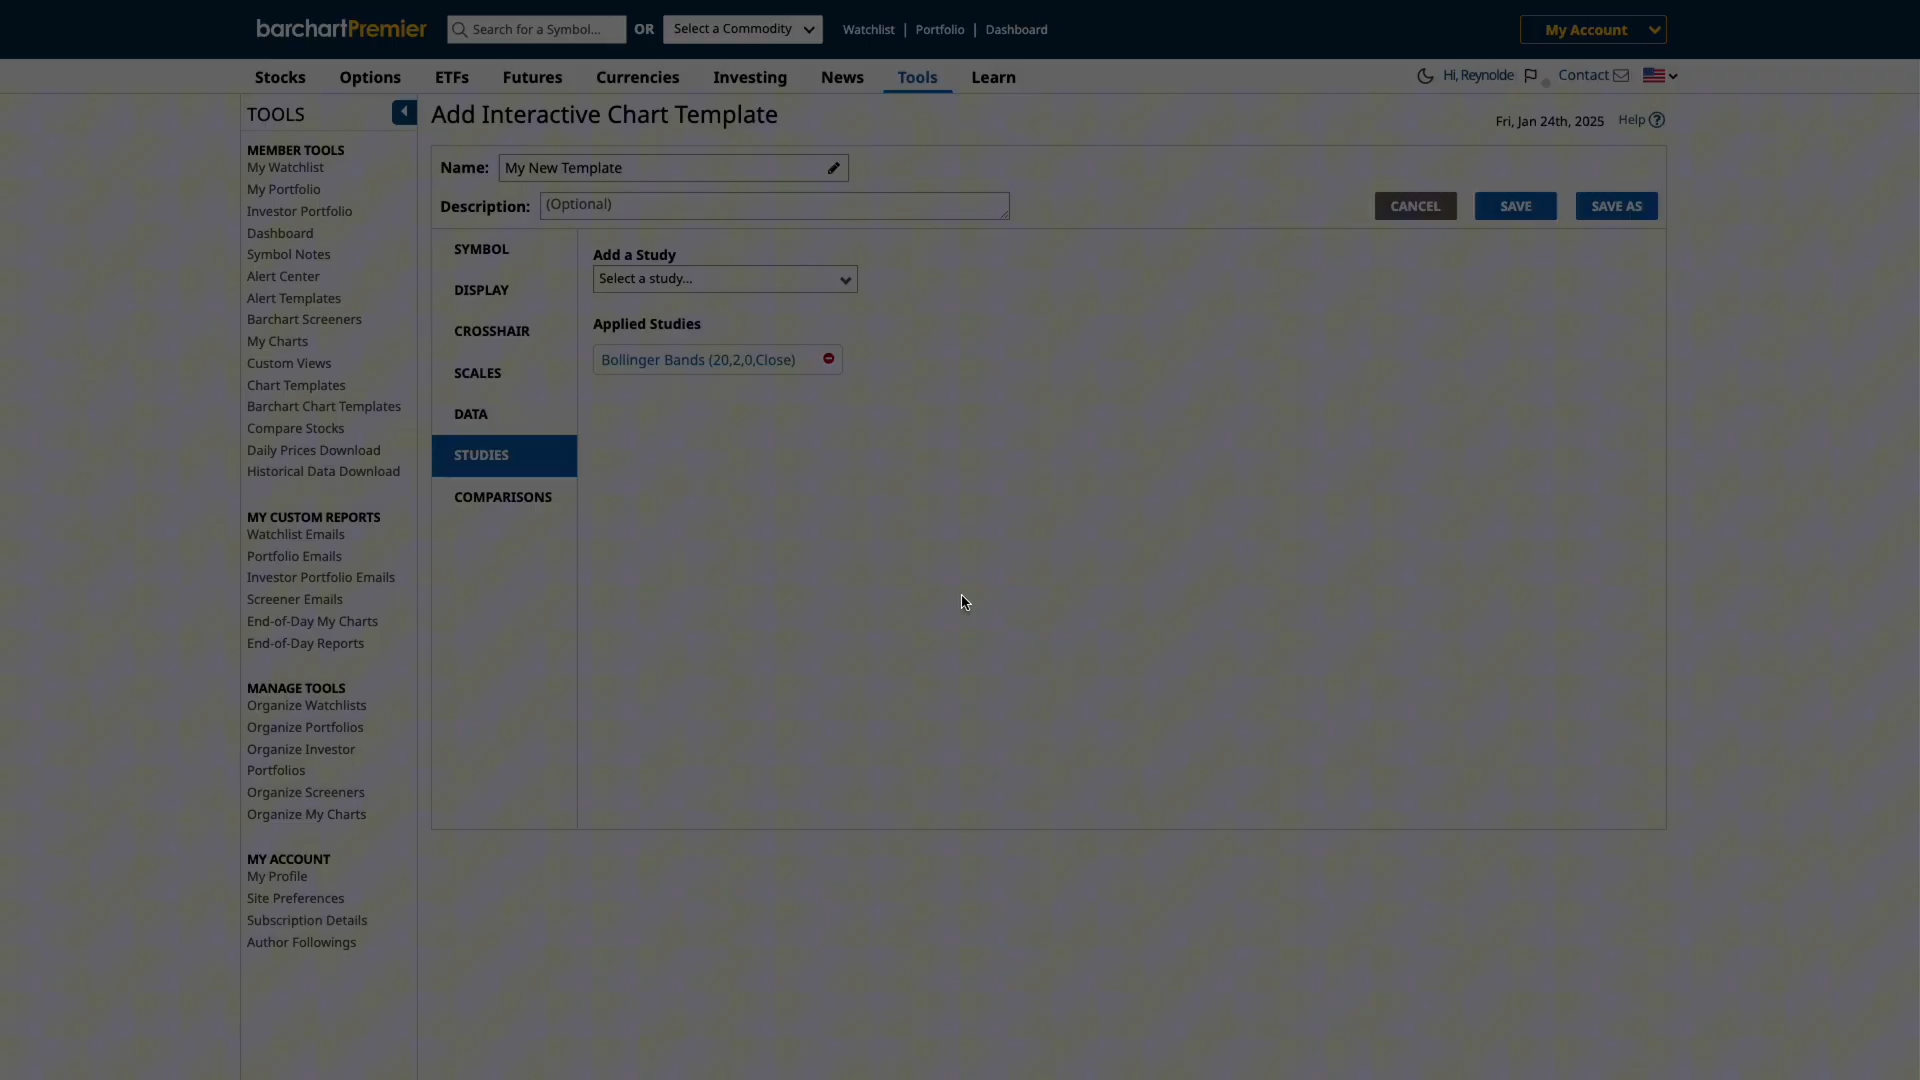 barchartPremier
Search for a Symbol...
OR
Select a Commodity
Watchlist | Portfolio | Dashboard
My Account
Stocks
Options
ETFs
Futures
Currencies
Investing
News
Tools
Learn
Hi, Reynolde
Contact
TOOLS
MEMBER TOOLS
My Watchlist
My Portfolio
Investor Portfolio
Dashboard
Symbol Notes
Alert Center
Alert Templates
Barchart Screeners
My Charts
Custom Views
Chart Templates
Barchart Chart Templates
Compare Stocks
Daily Prices Download
Historical Data Download
MY CUSTOM REPORTS
Watchlist Emails
Portfolio Emails
Investor Portfolio Emails
Screener Emails
End-of-Day My Charts
End-of-Day Reports
MANAGE TOOLS
Organize Watchlists
Organize Portfolios
Organize Investor
Portfolios
Organize Screeners
Organize My Charts
MY ACCOUNT
My Profile
Site Preferences
Subscription Details
Author Followings
Add Interactive Chart Template
Fri, Jan 24th, 2025
Help ?
Name: My New Template
Description: (Optional)
CANCEL
SAVE
SAVE AS
SYMBOL
DISPLAY
CROSSHAIR
SCALES
DATA
STUDIES
COMPARISONS
Add a Study
Select a study...
Applied Studies
Bollinger Bands (20,2,0,Close)